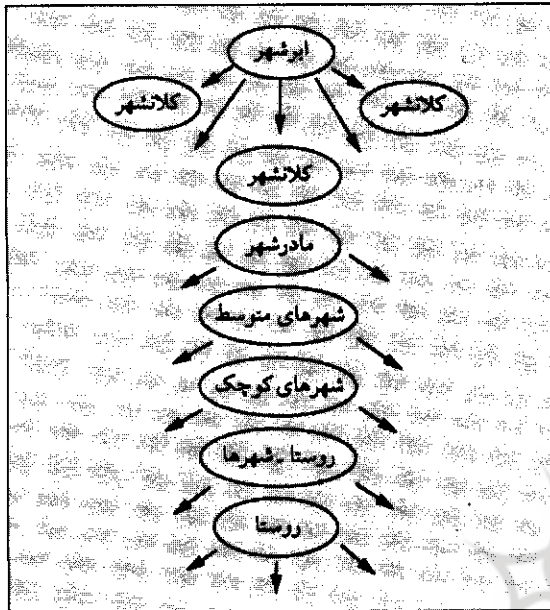 ابرشهر
کلانشهر
کلانشهر
کلانشهر
مادرشهر
شهرهای متوسط
شهرهای کوچک
روستا-شهرها
روستا